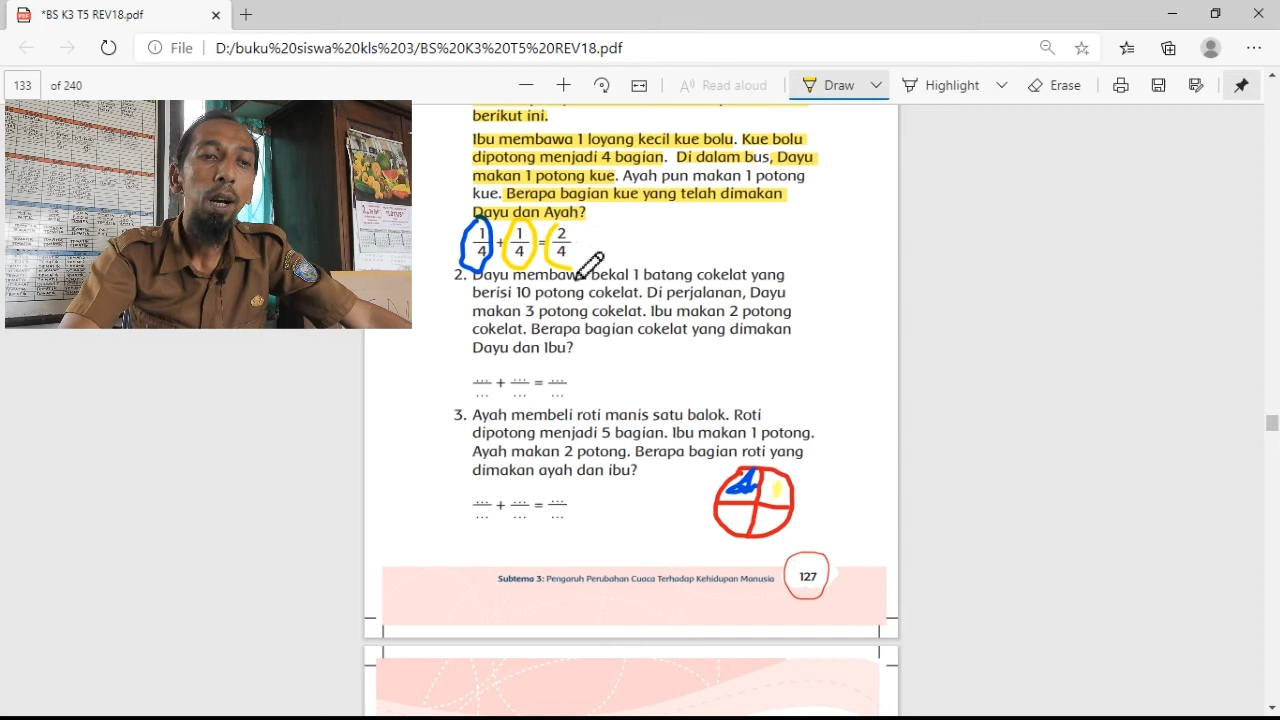 *BS K3 T5 REV18.pdf
File D:/buku%20siswa%20kls%203/BS%20K3%20T5%20REV18.pdf
133 of 240 Read aloud Draw Highlight Erase
berikut ini.
Ibu membawa 1 loyang kecil kue bolu. Kue bolu
dipotong menjadi 4 bagian. Di dalam bus, Dayu
makan 1 potong kue. Ayah pun makan 1 potong
kue. Berapa bagian kue yang telah dimakan
Dayu dan Ayah?
1/4 + 1/4 = 2/4
2. Dayu membawa bekal 1 batang cokelat yang
berisi 10 potong cokelat. Di perjalanan, Dayu
makan 3 potong cokelat. Ibu makan 2 potong
cokelat. Berapa bagian cokelat yang dimakan
Dayu dan Ibu?
.../... + .../... = .../...
3. Ayah membeli roti manis satu balok. Roti
dipotong menjadi 5 bagian. Ibu makan 1 potong.
Ayah makan 2 potong. Berapa bagian roti yang
dimakan ayah dan ibu?
.../... + .../... = .../...
Subtema 3: Pengaruh Perubahan Cuaca Terhadap Kehidupan Manusia 127